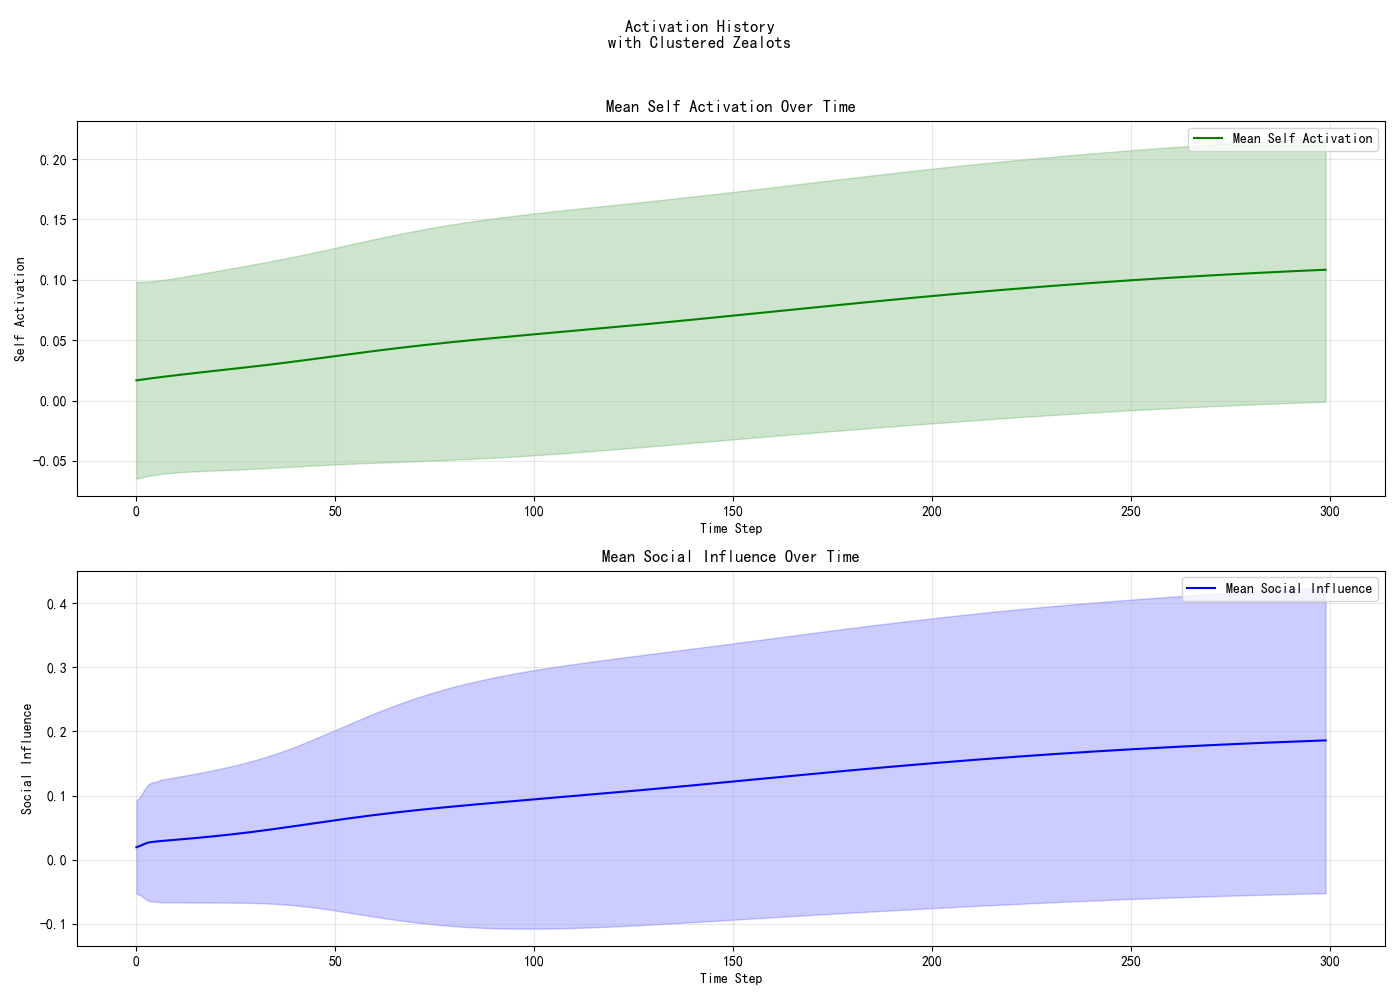 Activation History
with Clustered Zealots
Mean Self Activation Over Time
Mean Self Activation
0.20
0.15
0.10
0.05
0.00
−0.05
Self Activation
0 50 100 150 200 250 300
Time Step
Mean Social Influence Over Time
Mean Social Influence
0.4
0.3
0.2
0.1
0.0
−0.1
Social Influence
0 50 100 150 200 250 300
Time Step